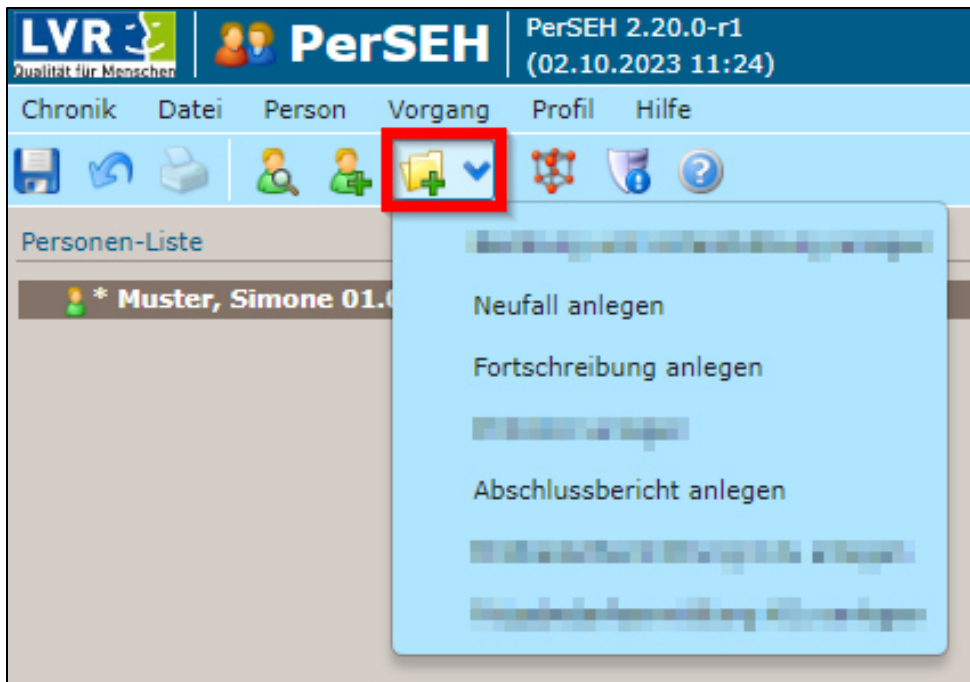 LVR
Qualität für Menschen
PerSEH
PerSEH 2.20.0-r1
(02.10.2023 11:24)
Chronik Datei Person Vorgang Profil Hilfe
Personen-Liste
* Muster, Simone 01.
Neufall anlegen
Fortschreibung anlegen
Abschlussbericht anlegen